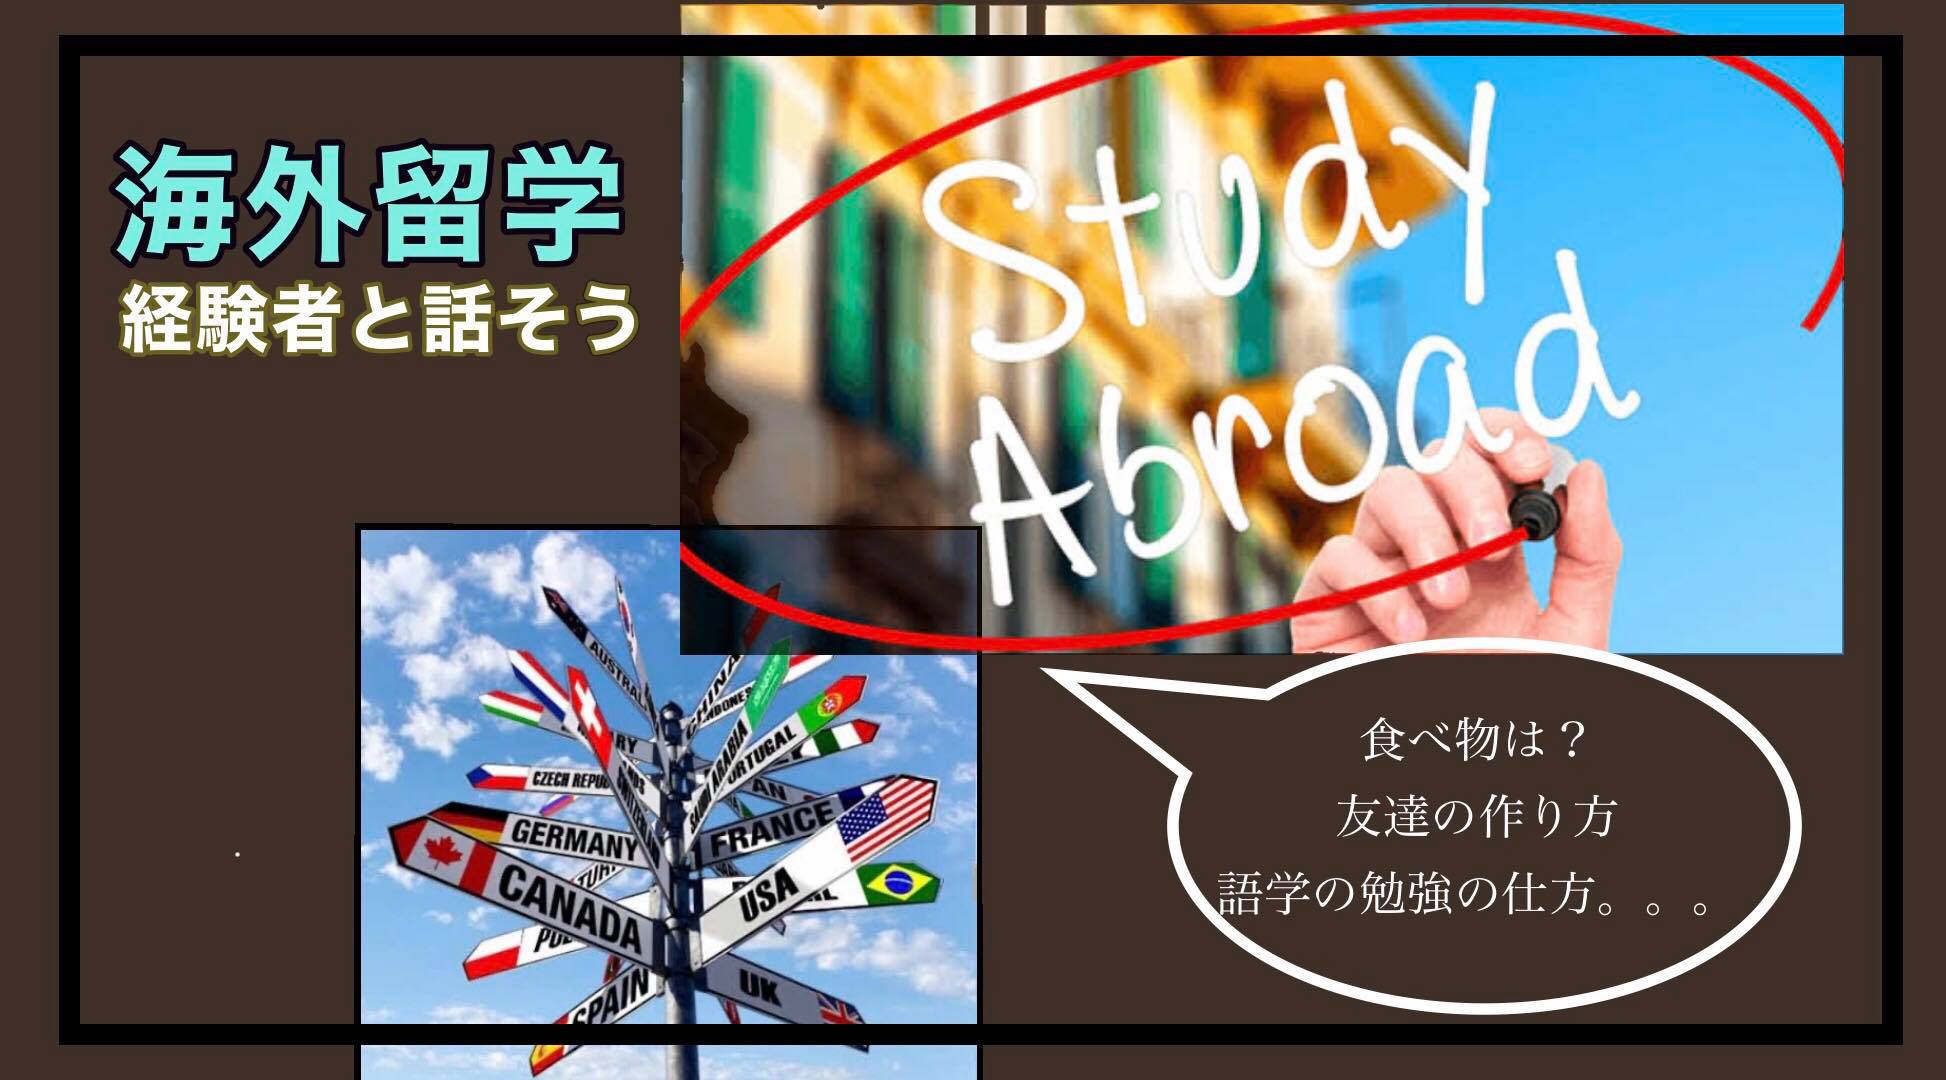 海外留学
経験者と話そう
Study
Abroad
食べ物は？
友達の作り方
語学の勉強の仕方。。。
CHINA
SAUDI ARABIA
PORTUGAL
CZECH REPU
GERMANY
FRANCE
CANADA
USA
SPAIN
UK